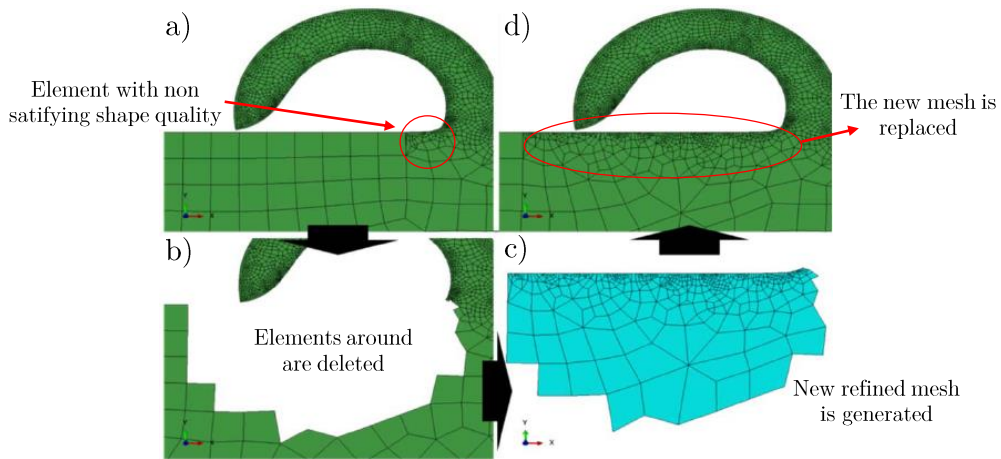 a)
Element with non
satifying shape quality
Y
X
d)
The new mesh is
replaced
Y
X
b)
Elements around
are deleted
Y
X
c)
New refined mesh
is generated
Y
X